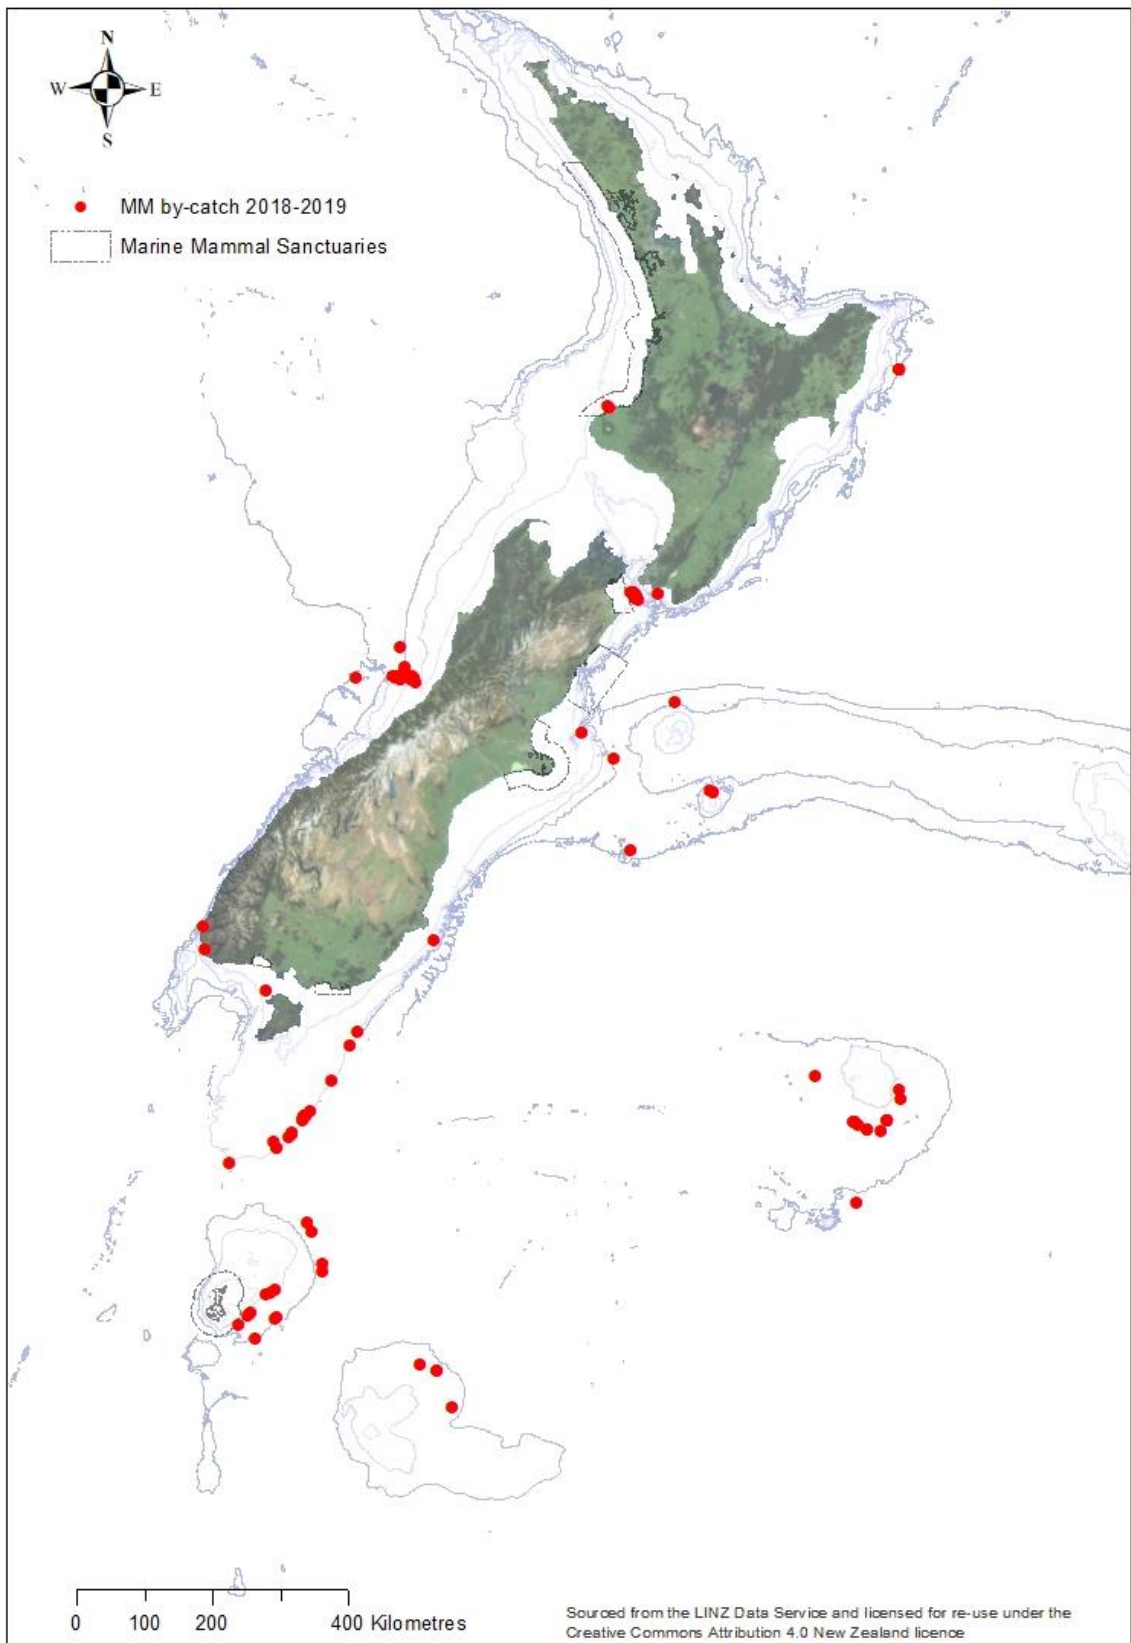 N
W E
S
MM by-catch 2018-2019
Marine Mammal Sanctuaries
0 100 200 400 Kilometres
Sourced from the LINZ Data Service and licensed for re-use under the
Creative Commons Attribution 4.0 New Zealand licence